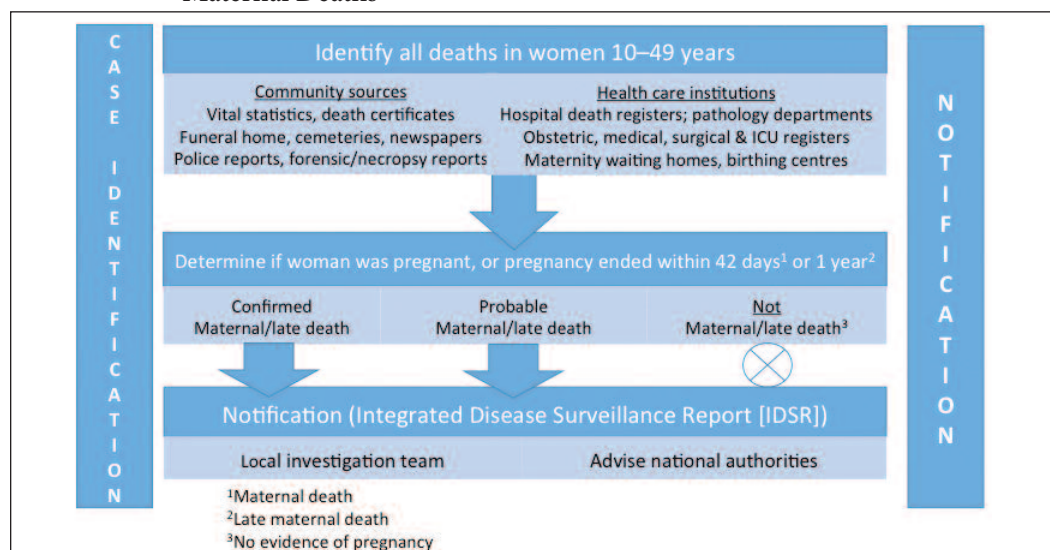 Maternal Deaths
CASE IDENTIFICATION
Identify all deaths in women 10–49 years
Community sources
Vital statistics, death certificates
Funeral home, cemeteries, newspapers
Police reports, forensic/necropsy reports
Health care institutions
Hospital death registers; pathology departments
Obstetric, medical, surgical & ICU registers
Maternity waiting homes, birthing centres
Determine if woman was pregnant, or pregnancy ended within 42 days¹ or 1 year²
Confirmed
Maternal/late death
Probable
Maternal/late death
Not
Maternal/late death³
Notification (Integrated Disease Surveillance Report [IDSR])
Local investigation team
Advise national authorities
¹Maternal death
²Late maternal death
³No evidence of pregnancy
NOTIFICATION